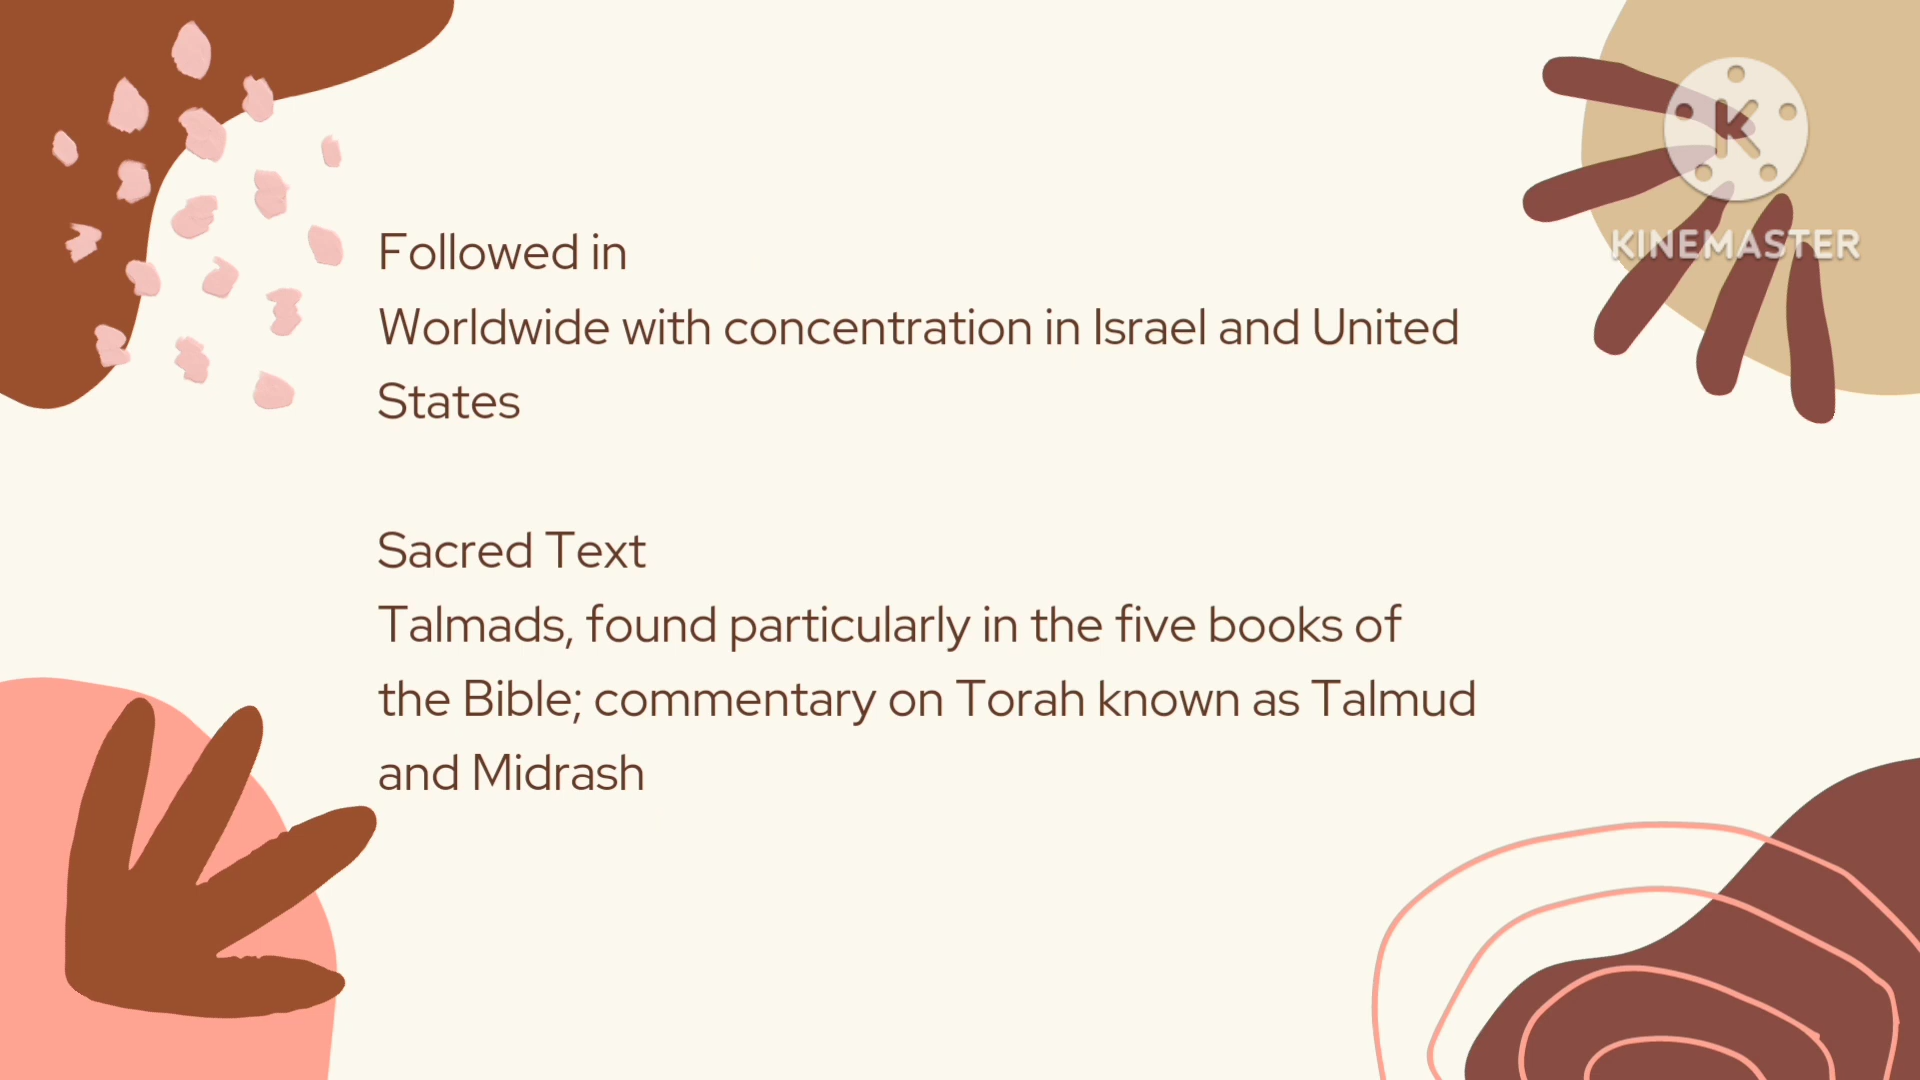 Followed in
Worldwide with concentration in Israel and United
States
Sacred Text
Talmads, found particularly in the five books of
the Bible; commentary on Torah known as Talmud
and Midrash
K
KINEMASTER